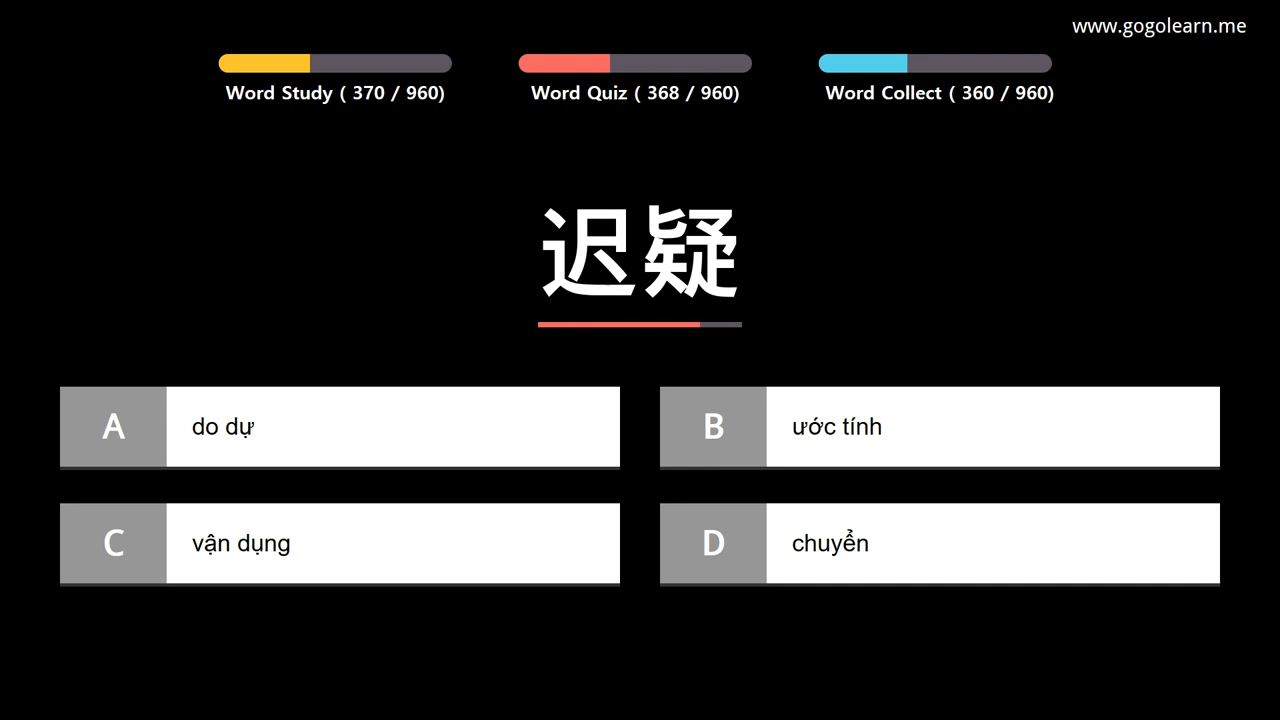 www.gogolearn.me
Word Study ( 370 / 960)
Word Quiz ( 368 / 960)
Word Collect ( 360 / 960)
迟疑
A do dự
B ước tính
C vận dụng
D chuyển